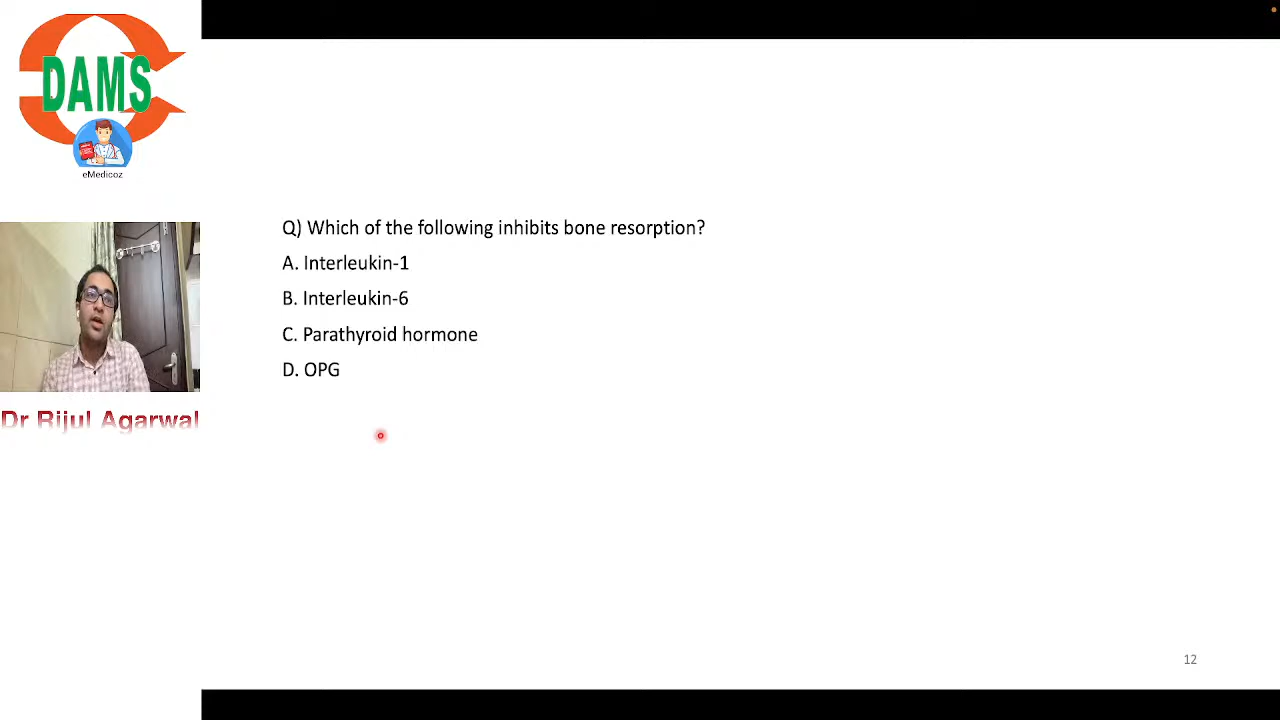 DAMS
eMedicoz
Q) Which of the following inhibits bone resorption?
A. Interleukin-1
B. Interleukin-6
C. Parathyroid hormone
D. OPG
Dr Rijul Agarwal
12